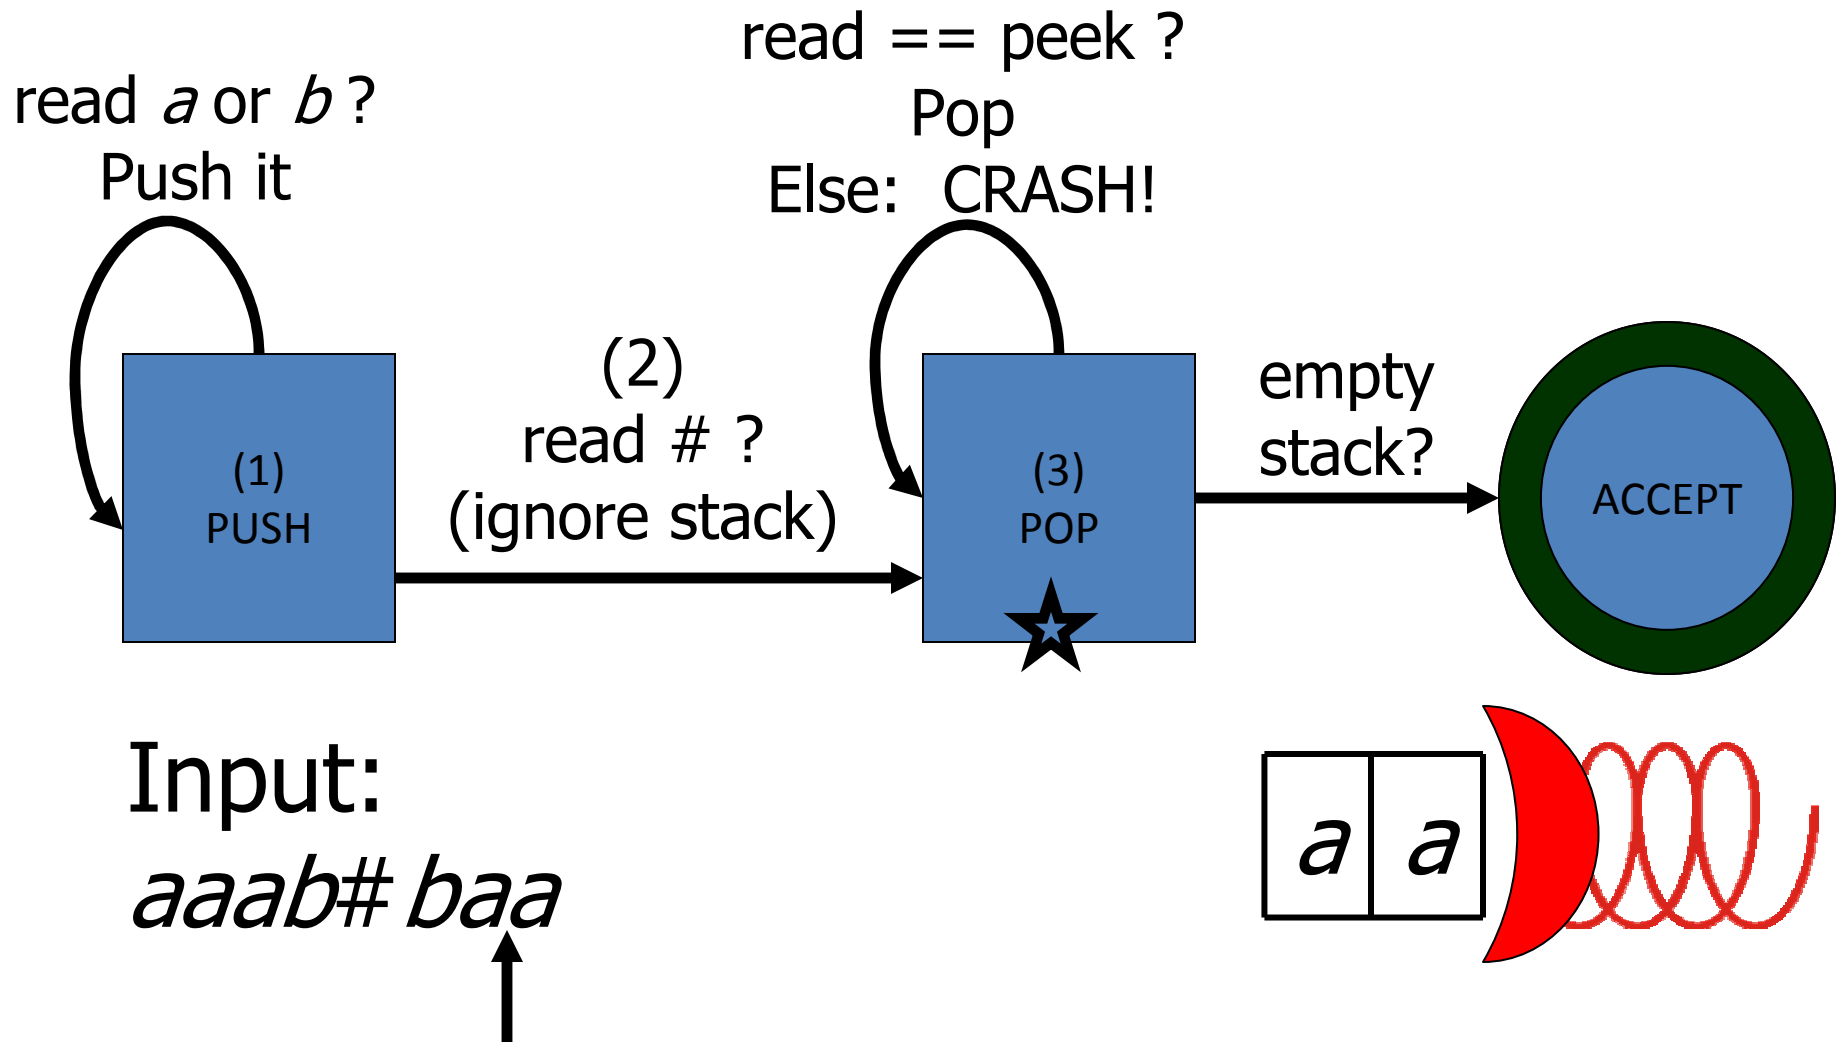 read == peek ?
Pop
Else: CRASH!
read a or b ?
Push it
(2)
read # ?
(ignore stack)
empty
stack?
(1)
PUSH
(3)
POP
ACCEPT
Input:
aaab#baa
a a